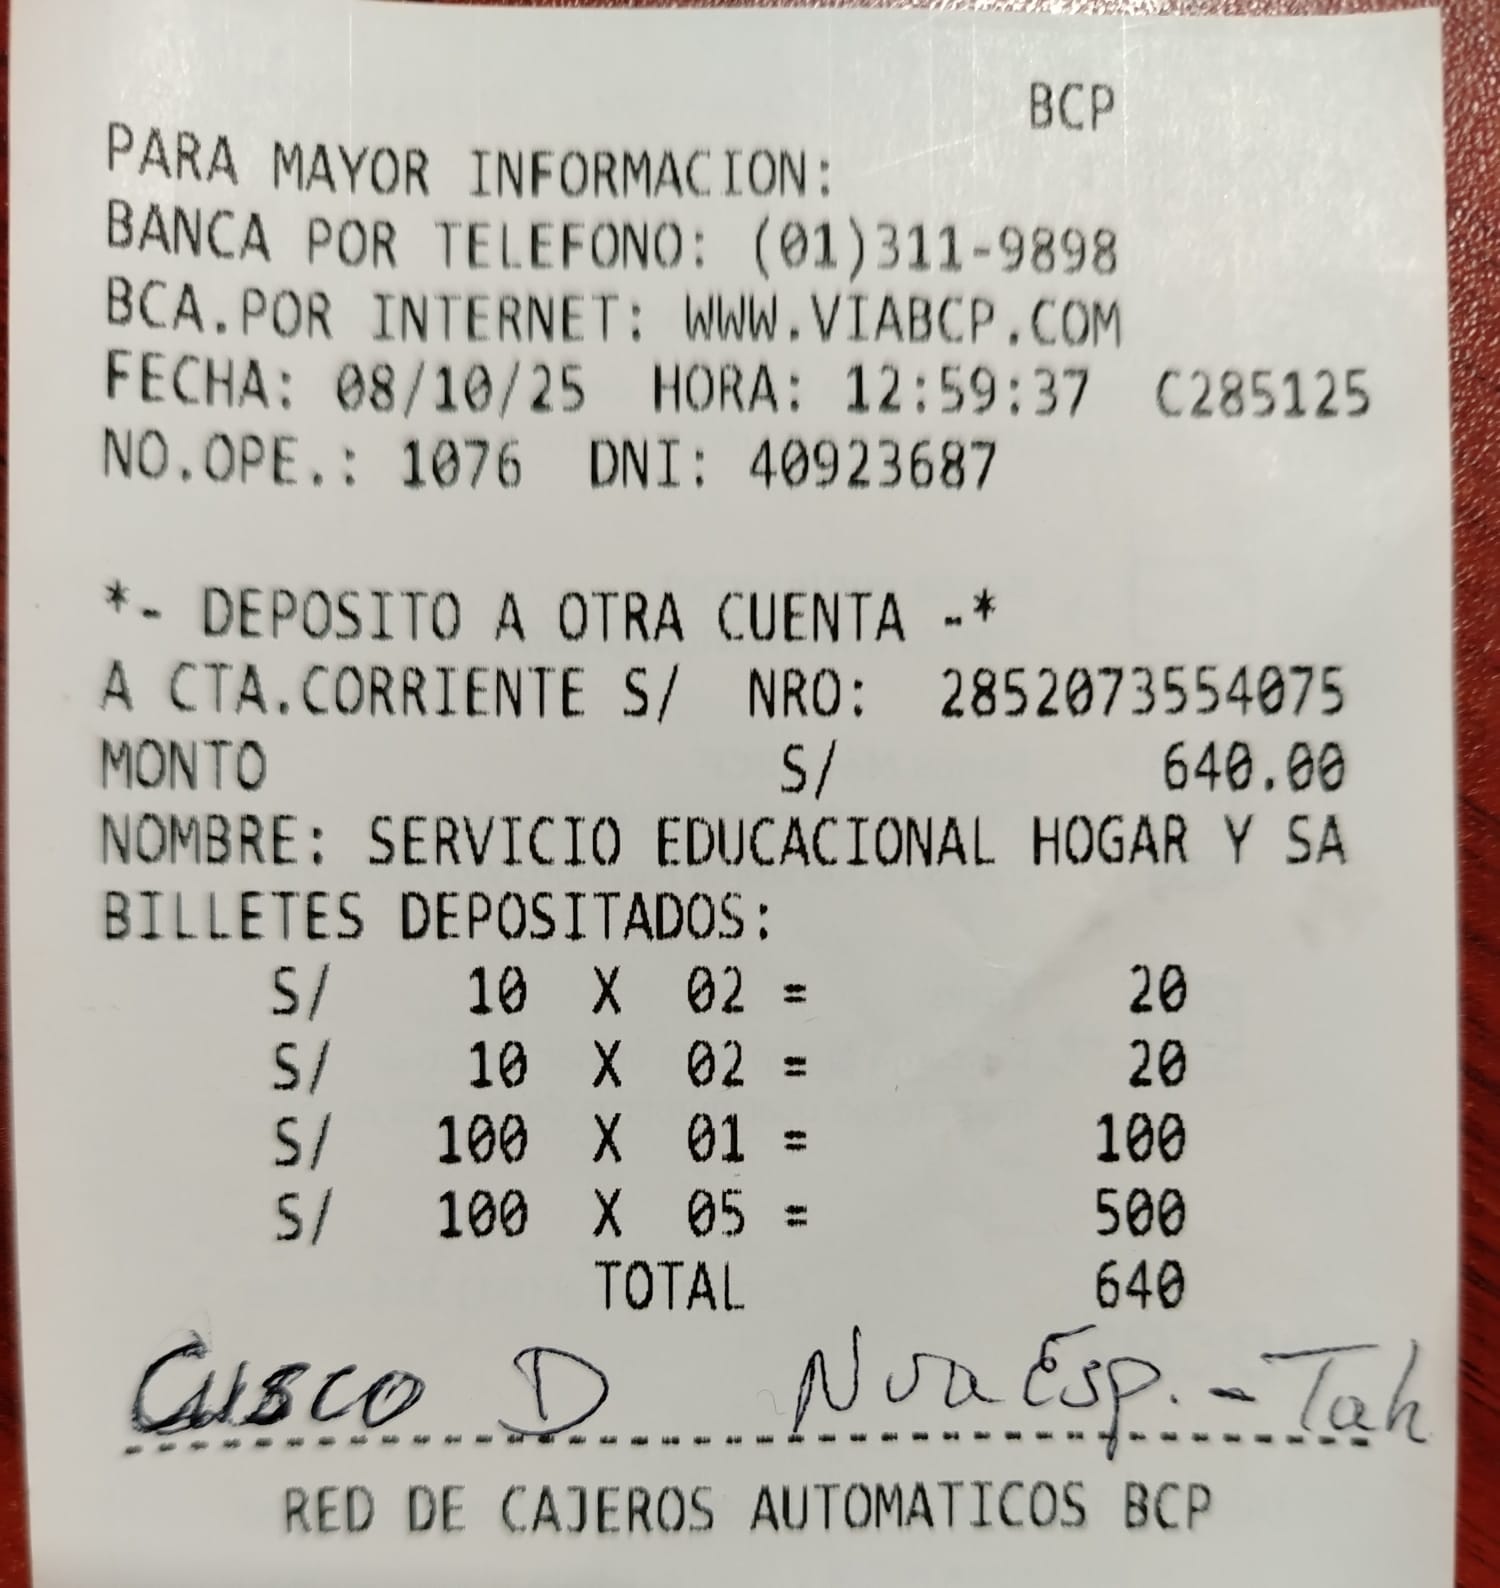 BCP
PARA MAYOR INFORMACION:
BANCA POR TELEFONO: (01)311-9898
BCA.POR INTERNET: WWW.VIABCP.COM
FECHA: 08/10/25 HORA: 12:59:37 C285125
NO.OPE.: 1076 DNI: 40923687
*- DEPOSITO A OTRA CUENTA -*
A CTA.CORRIENTE S/ NRO: 2852073554075
MONTO S/ 640.00
NOMBRE: SERVICIO EDUCACIONAL HOGAR Y SA
BILLETES DEPOSITADOS:
S/ 10 X 02 = 20
S/ 10 X 02 = 20
S/ 100 X 01 = 100
S/ 100 X 05 = 500
TOTAL 640
Cusco D Nva Esp. - Tah
RED DE CAJEROS AUTOMATICOS BCP